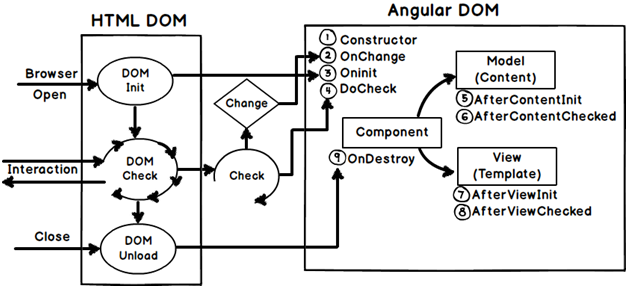 HTML DOM
Angular DOM
Browser
Open
DOM
Init
Interaction
DOM
Check
Close
DOM
Unload
Change
Check
1 Constructor
2 OnChange
3 Oninit
4 DoCheck
Component
9 OnDestroy
Model
(Content)
5 AfterContentInit
6 AfterContentChecked
View
(Template)
7 AfterViewInit
8 AfterViewChecked